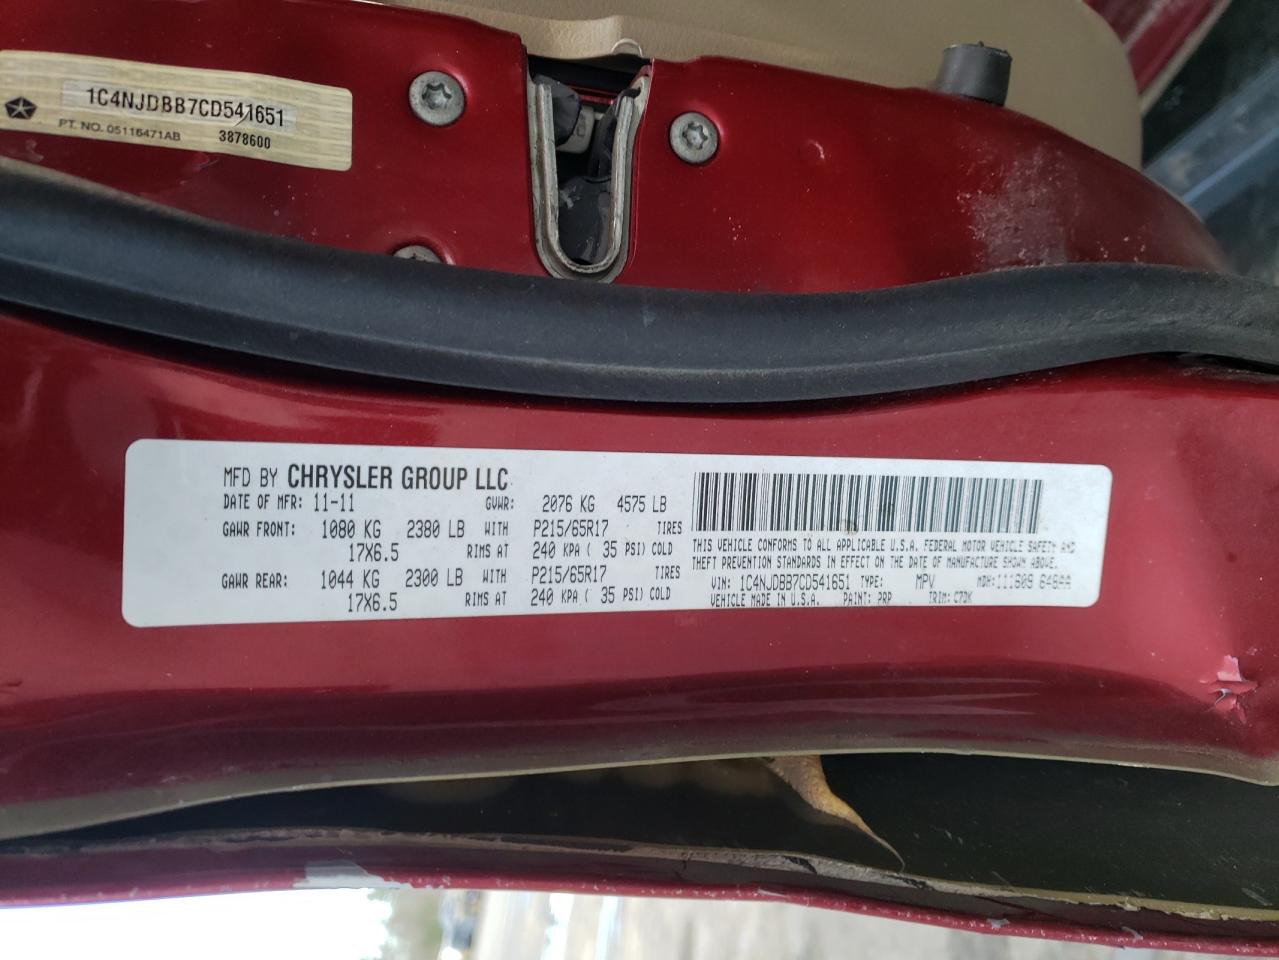 1C4NJDBB7CD541651
PT. NO. 05116471AB 3878600
MFD BY CHRYSLER GROUP LLC
DATE OF MFR: 11-11 GVWR: 2076 KG 4575 LB
GAWR FRONT: 1080 KG 2380 LB WITH P215/65R17 TIRES
17X6.5 RIMS AT 240 KPA ( 35 PSI) COLD
GAWR REAR: 1044 KG 2300 LB WITH P215/65R17 TIRES
17X6.5 RIMS AT 240 KPA ( 35 PSI) COLD
THIS VEHICLE CONFORMS TO ALL APPLICABLE U.S.A. FEDERAL MOTOR VEHICLE SAFETY AND
THEFT PREVENTION STANDARDS IN EFFECT ON THE DATE OF MANUFACTURE SHOWN ABOVE.
VIN: 1C4NJDBB7CD541651 TYPE: MPV MDH:
VEHICLE MADE IN U.S.A. PAINT: PRP TRIM: C7DK